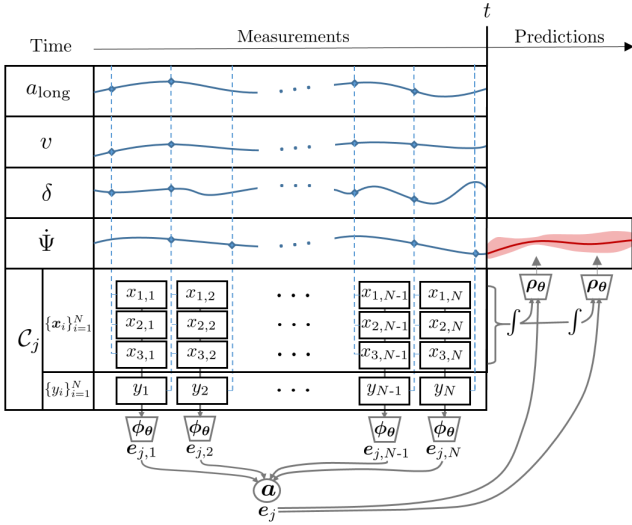 t
Time Measurements Predictions
a_long . . .
v . . .
δ . . .
Ψ̇ . . .
x_{1,1} x_{1,2} . . . x_{1,N-1} x_{1,N} ρ_θ ρ_θ
{x_i}_{i=1}^N x_{2,1} x_{2,2} . . . x_{2,N-1} x_{2,N} ∫ ∫
C_j
x_{3,1} x_{3,2} . . . x_{3,N-1} x_{3,N}
{y_i}_{i=1}^N y_1 y_2 . . . y_{N-1} y_N
ϕ_θ ϕ_θ ϕ_θ ϕ_θ
e_{j,1} e_{j,2} e_{j,N-1} e_{j,N}
a
e_j